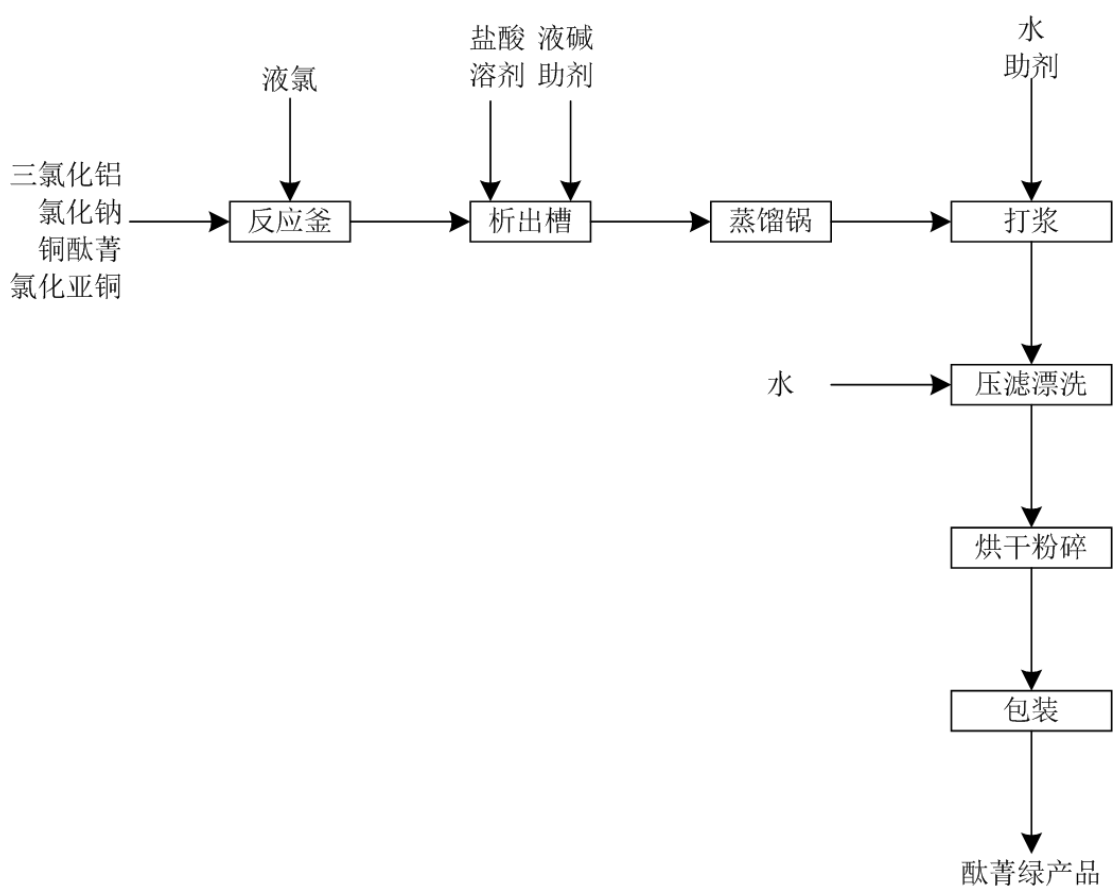 水
助剂
盐酸
溶剂
液碱
助剂
液氯
三氯化铝
氯化钠
铜酞菁
氯化亚铜
反应釜
析出槽
蒸馏锅
打浆
水
压滤漂洗
烘干粉碎
包装
酞菁绿产品